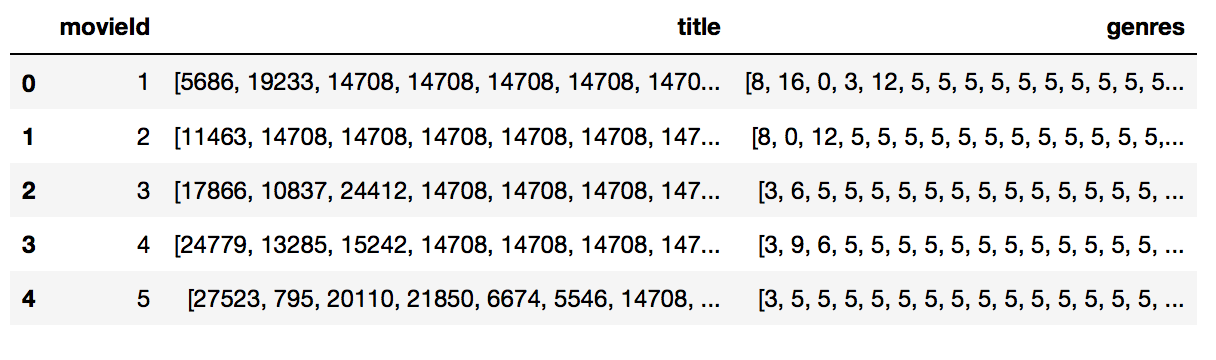 movieId title genres
0 1 [5686, 19233, 14708, 14708, 14708, 14708, 1470... [8, 16, 0, 3, 12, 5, 5, 5, 5, 5, 5, 5, 5, 5, 5...
1 2 [11463, 14708, 14708, 14708, 14708, 14708, 147... [8, 0, 12, 5, 5, 5, 5, 5, 5, 5, 5, 5, 5, 5, 5,...
2 3 [17866, 10837, 24412, 14708, 14708, 14708, 147... [3, 6, 5, 5, 5, 5, 5, 5, 5, 5, 5, 5, 5, 5, 5, ...
3 4 [24779, 13285, 15242, 14708, 14708, 14708, 147... [3, 9, 6, 5, 5, 5, 5, 5, 5, 5, 5, 5, 5, 5, 5, ...
4 5 [27523, 795, 20110, 21850, 6674, 5546, 14708, ... [3, 5, 5, 5, 5, 5, 5, 5, 5, 5, 5, 5, 5, 5, 5, ...